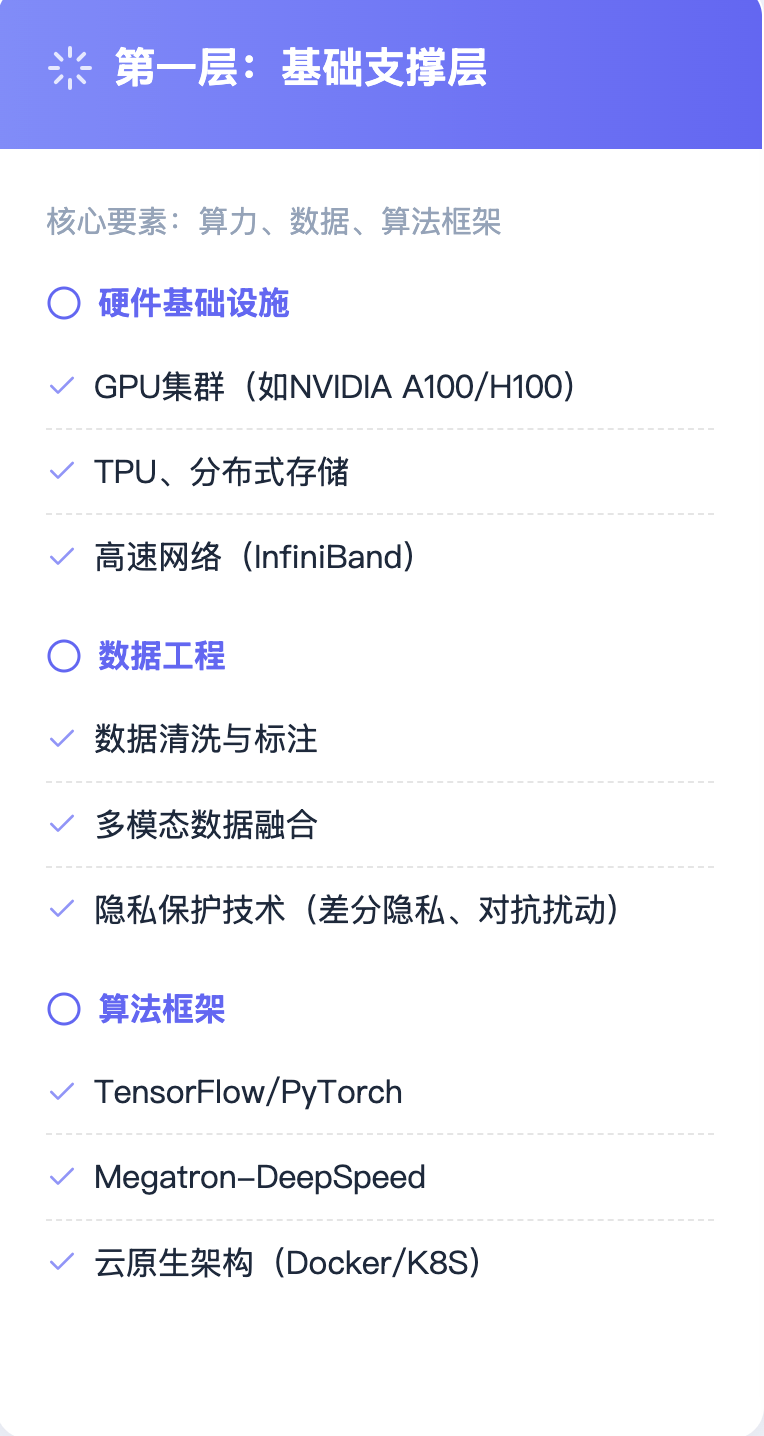 第一层：基础支撑层
核心要素：算力、数据、算法框架
硬件基础设施
GPU集群（如NVIDIA A100/H100）
TPU、分布式存储
高速网络（InfiniBand）
数据工程
数据清洗与标注
多模态数据融合
隐私保护技术（差分隐私、对抗扰动）
算法框架
TensorFlow/PyTorch
Megatron-DeepSpeed
云原生架构（Docker/K8S）